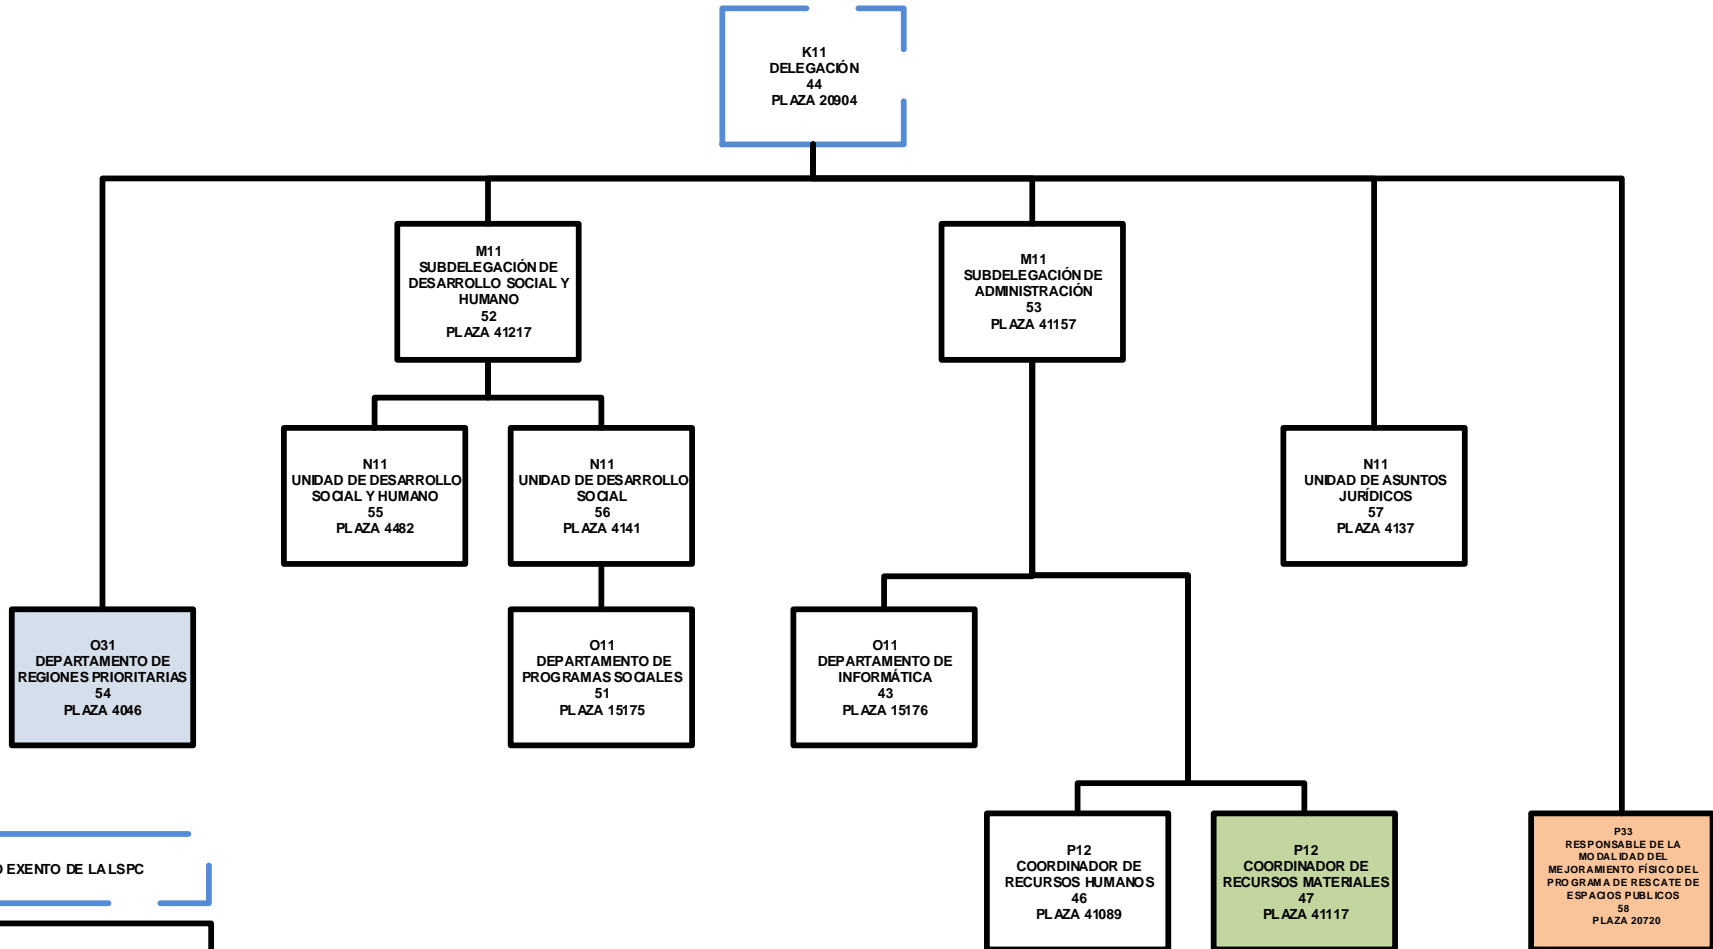 K11
DELEGACIÓN
44
PLAZA 20904
M11
SUBDELEGACIÓN DE
DESARROLLO SOCIAL Y
HUMANO
52
PLAZA 41217
M11
SUBDELEGACIÓN DE
ADMINISTRACIÓN
53
PLAZA 41157
N11
UNIDAD DE DESARROLLO
SOCIAL Y HUMANO
55
PLAZA 4482
N11
UNIDAD DE DESARROLLO
SOCIAL
56
PLAZA 4141
N11
UNIDAD DE ASUNTOS
JURÍDICOS
57
PLAZA 4137
O31
DEPARTAMENTO DE
REGIONES PRIORITARIAS
54
PLAZA 4046
O11
DEPARTAMENTO DE
PROGRAMAS SOCIALES
51
PLAZA 15175
O11
DEPARTAMENTO DE
INFORMÁTICA
43
PLAZA 15176
P12
COORDINADOR DE
RECURSOS HUMANOS
46
PLAZA 41089
P12
COORDINADOR DE
RECURSOS MATERIALES
47
PLAZA 41117
P33
RESPONSABLE DE LA
MODALIDAD DEL
MEJORAMIENTO FÍSICO DEL
PROGRAMA DE RESCATE DE
ESPACIOS PUBLICOS
58
PLAZA 20720
EXENTO DE LA LSPC